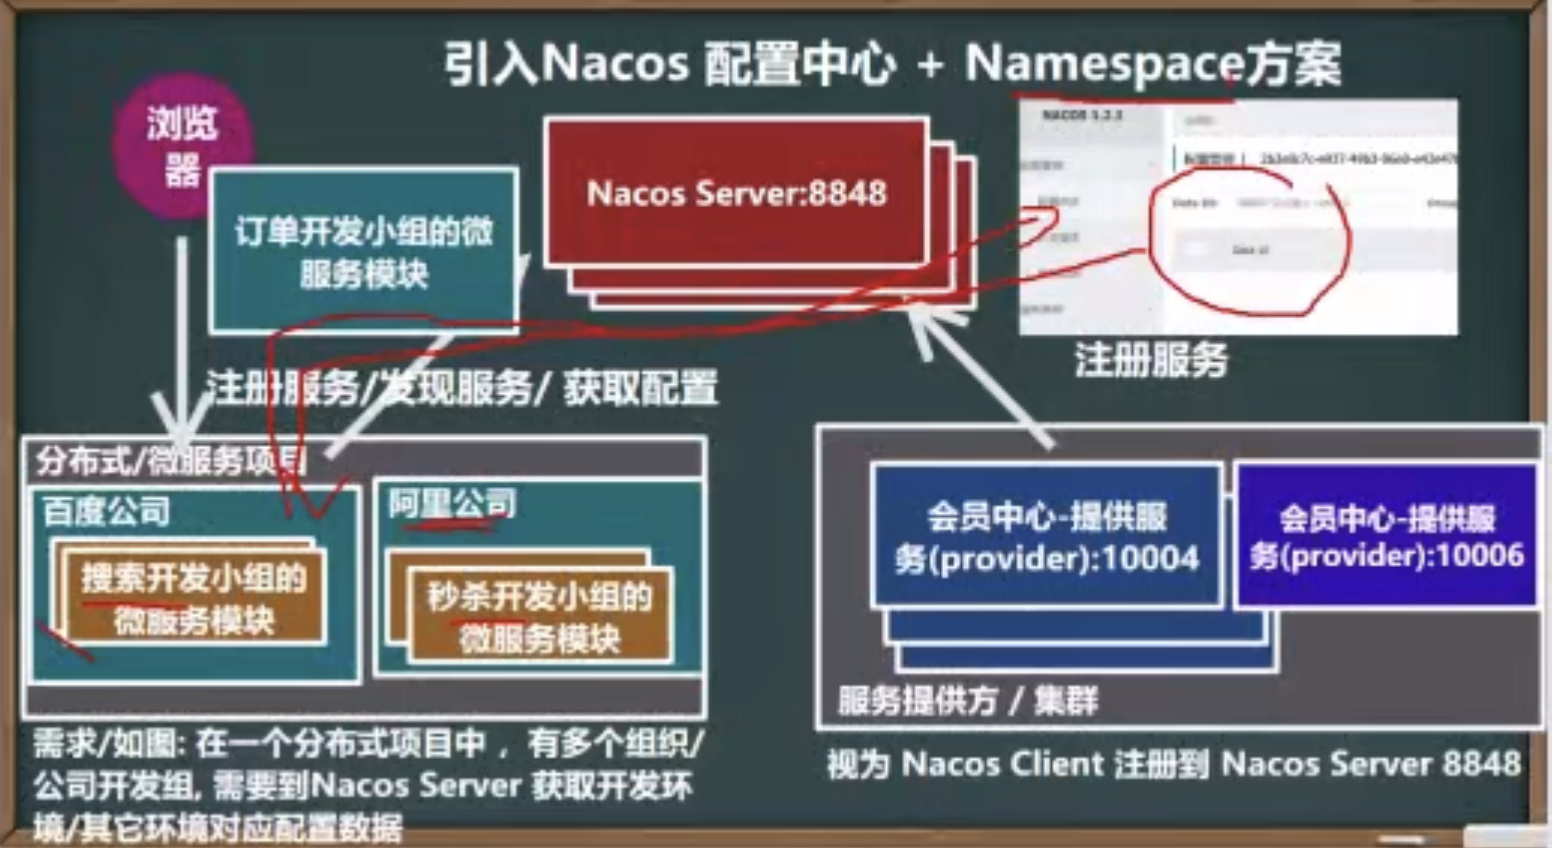 引入Nacos 配置中心 + Namespace方案
浏览
器
订单开发小组的微
服务模块
Nacos Server:8848
NACOS 1.2.1
注册服务/发现服务/ 获取配置
注册服务
分布式/微服务项目
百度公司
搜索开发小组的
微服务模块
阿里公司
秒杀开发小组的
微服务模块
会员中心-提供服
务(provider):10004
会员中心-提供服
务(provider):10006
服务提供方 / 集群
需求/如图: 在一个分布式项目中 ，有多个组织/
公司开发组, 需要到Nacos Server 获取开发环
境/其它环境对应配置数据
视为 Nacos Client 注册到 Nacos Server 8848